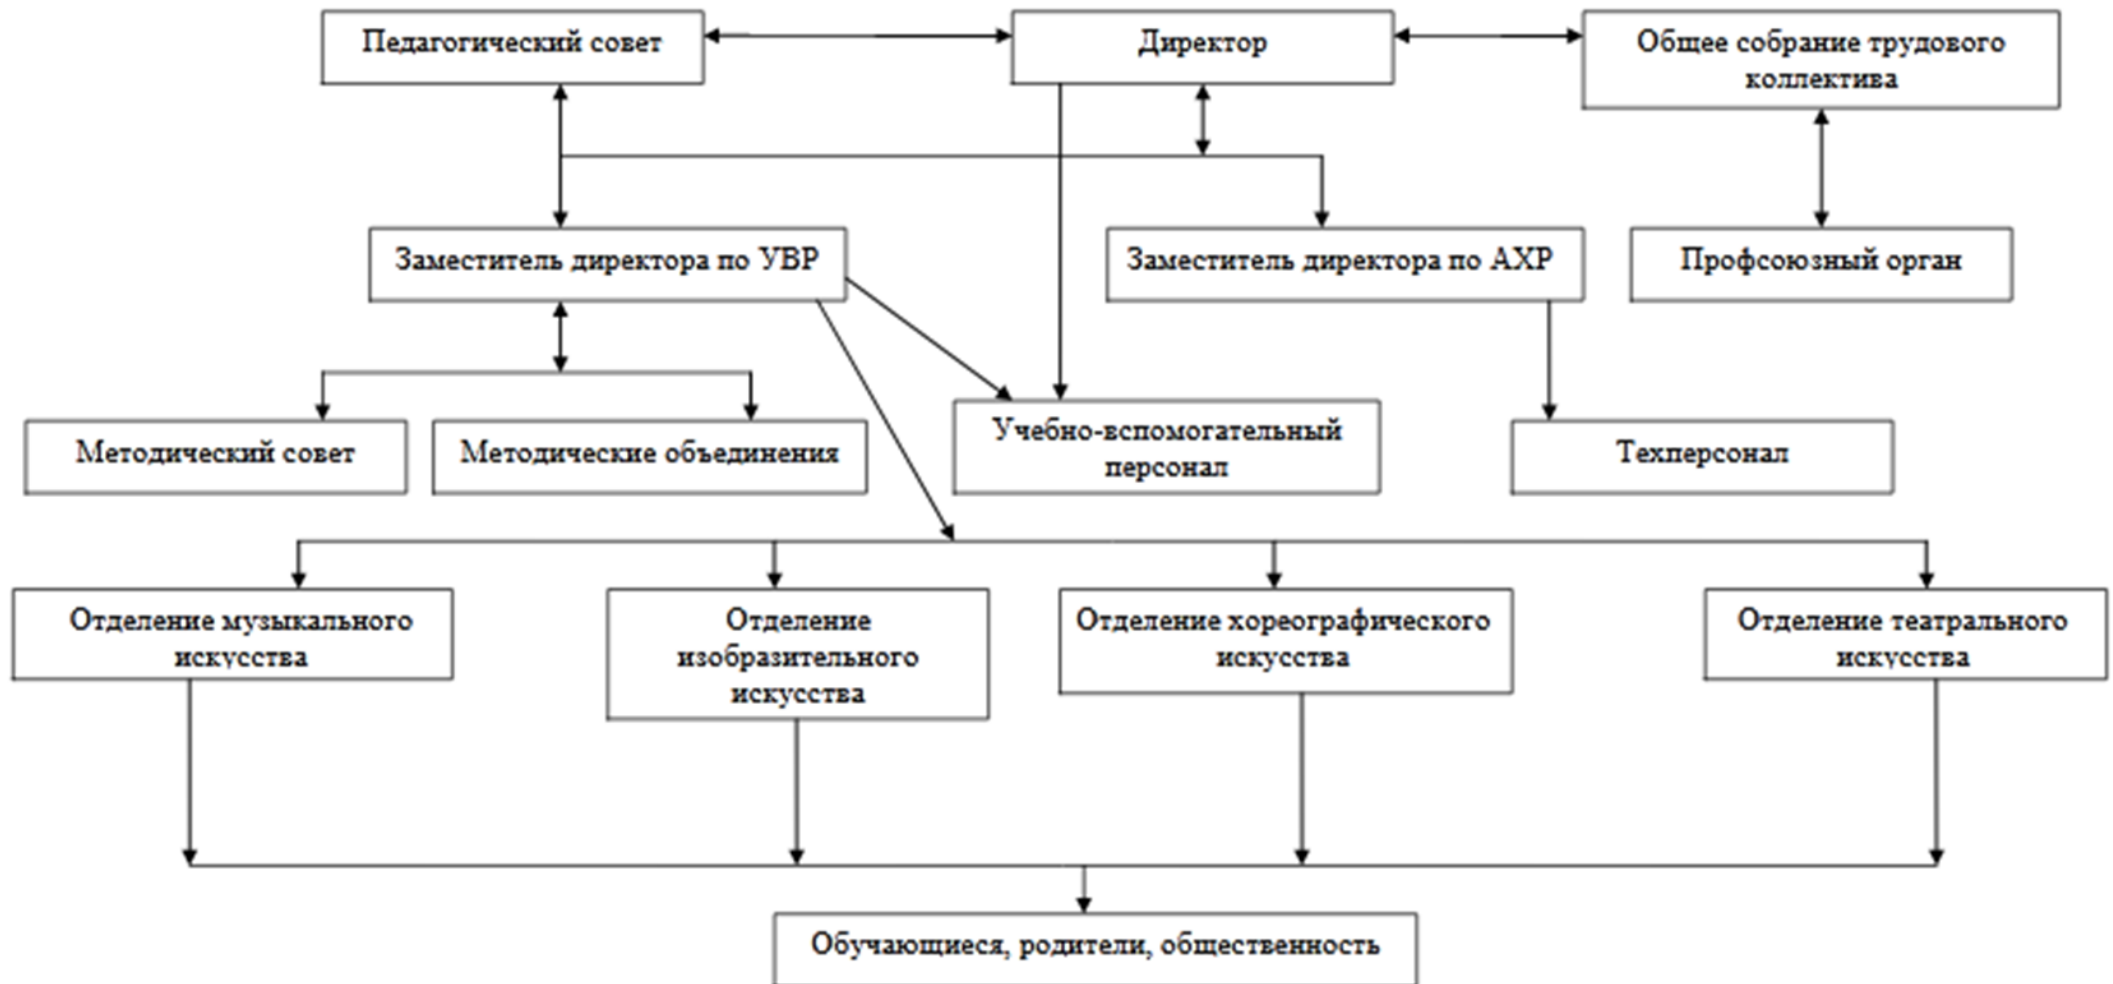 Педагогический совет
Директор
Общее собрание трудового
коллектива
Заместитель директора по УВР
Заместитель директора по АХР
Профсоюзный орган
Методический совет
Методические объединения
Учебно-вспомогательный
персонал
Техперсонал
Отделение музыкального
искусства
Отделение
изобразительного
искусства
Отделение хореографического
искусства
Отделение театрального
искусства
Обучающиеся, родители, общественность